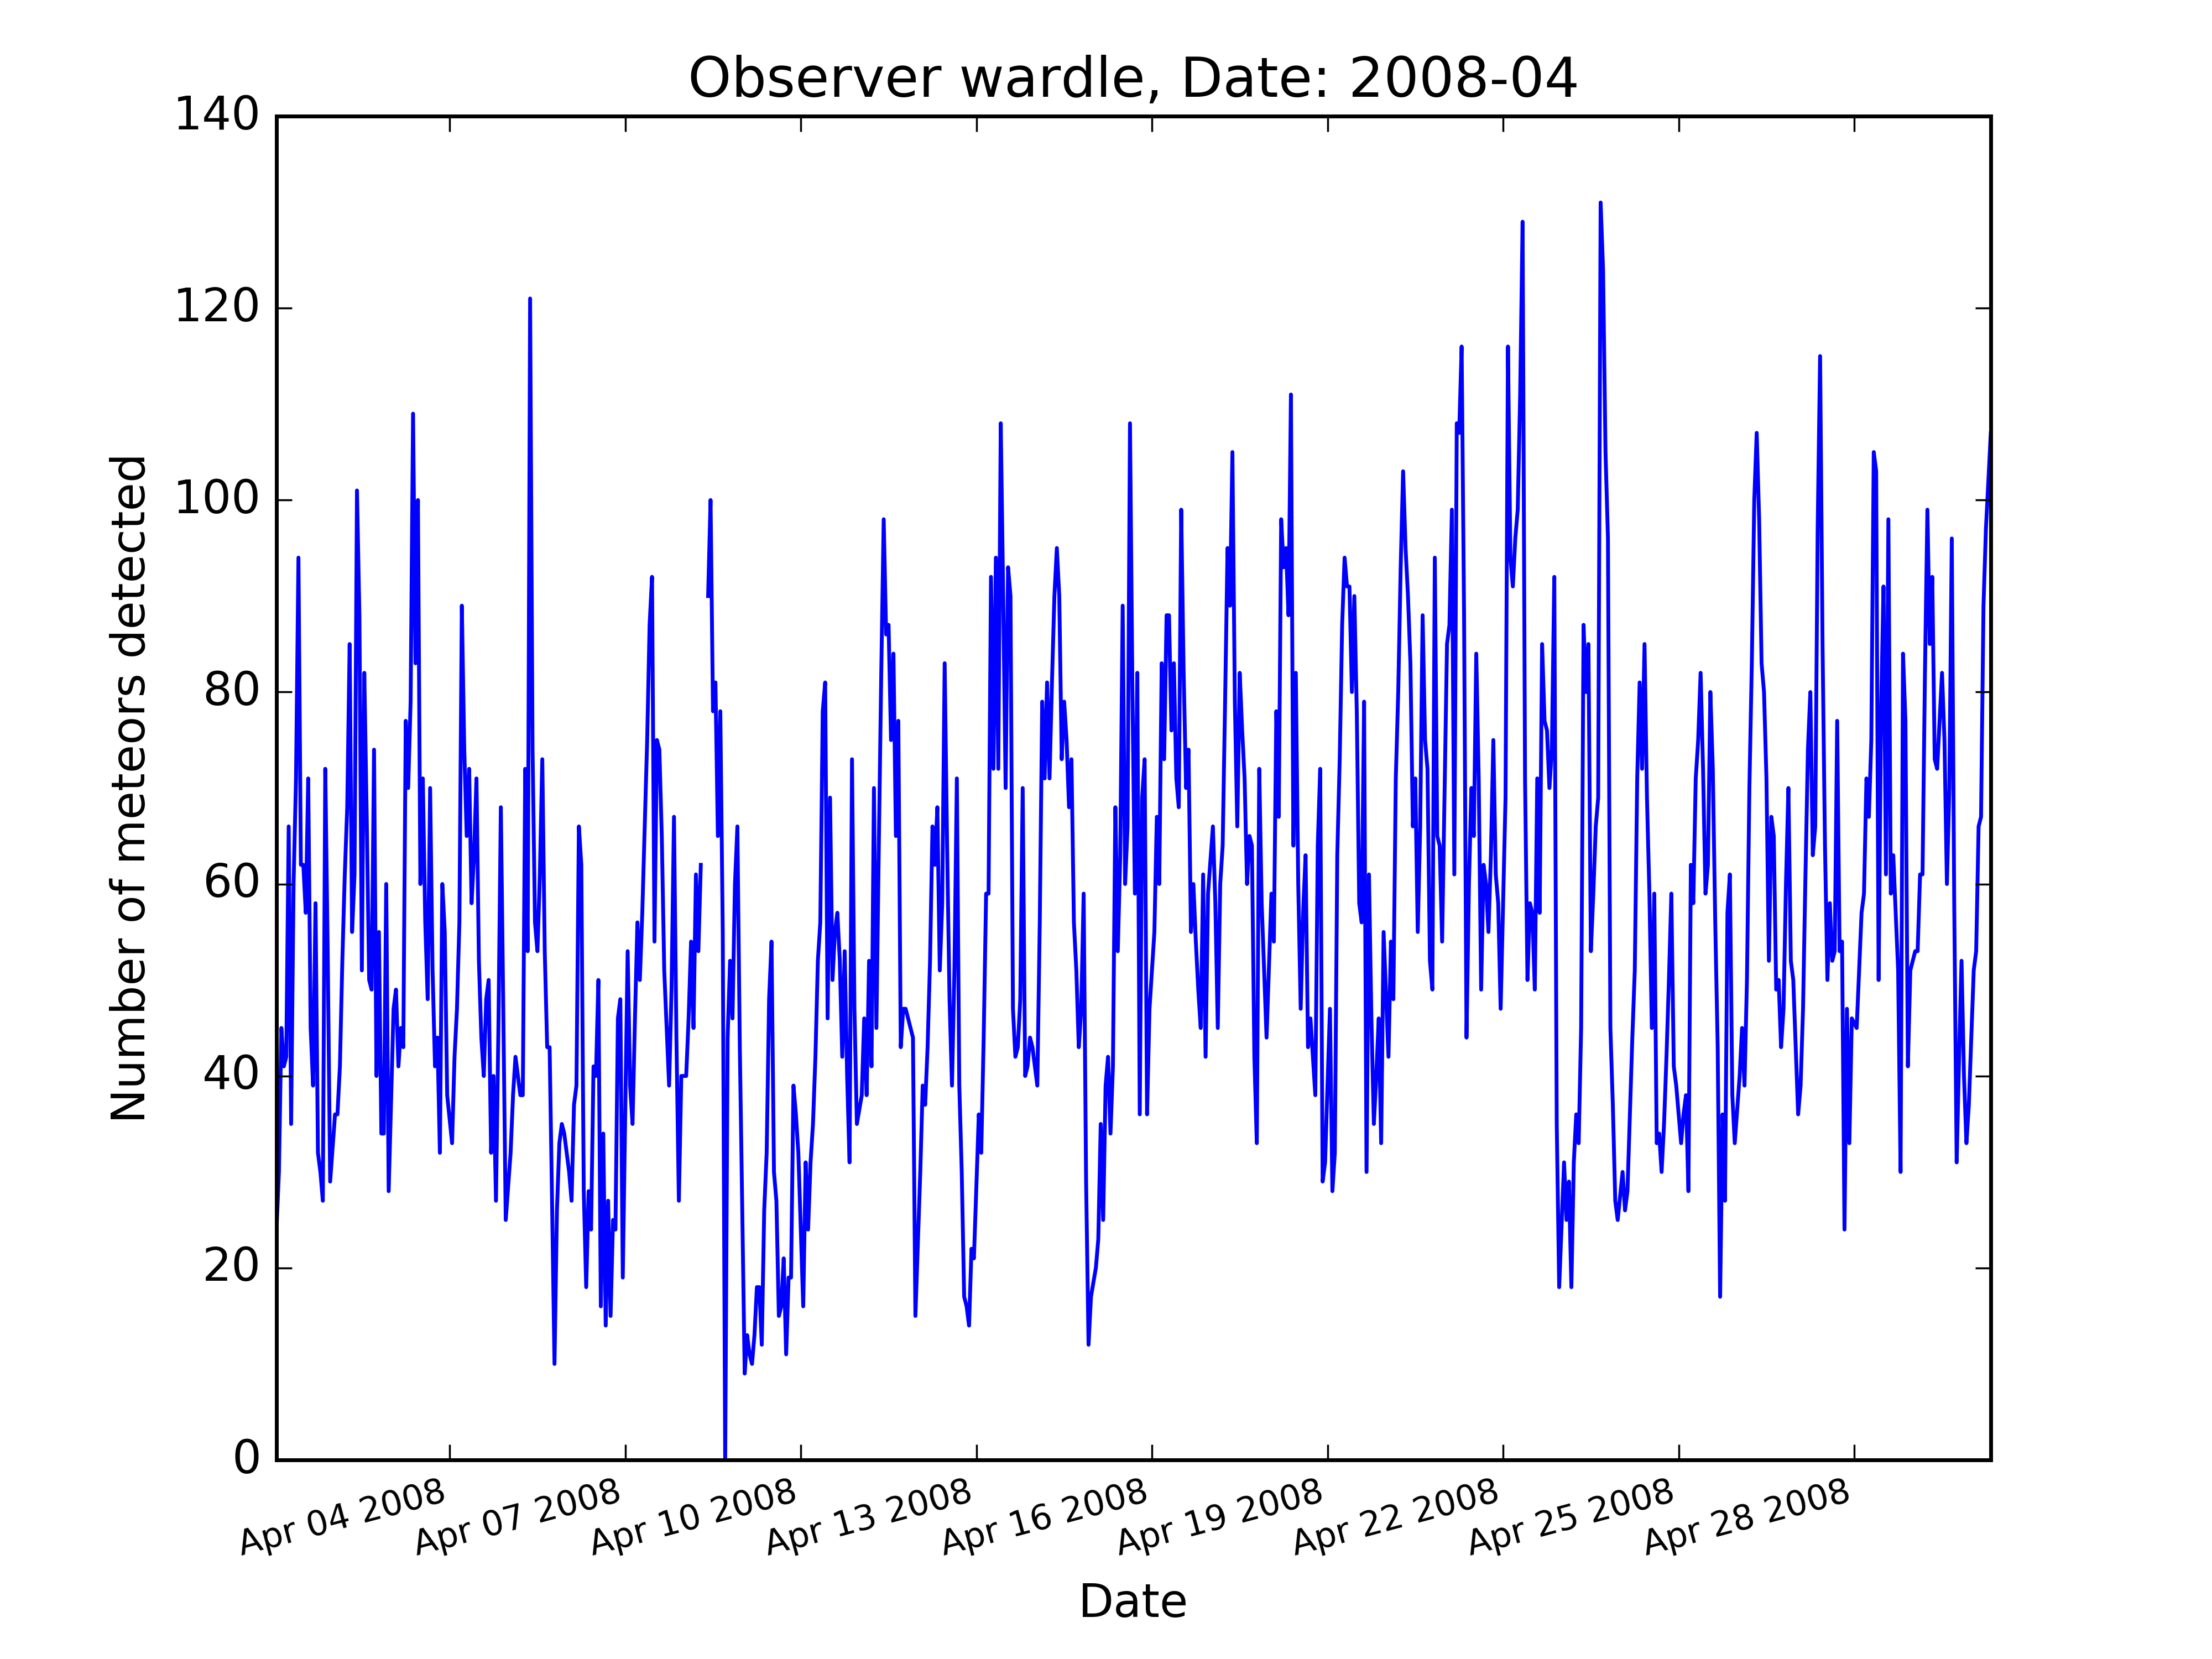 Observer wardle, Date: 2008-04
Number of meteors detected
140
120
100
80
60
40
20
0
Apr 04 2008
Apr 07 2008
Apr 10 2008
Apr 13 2008
Apr 16 2008
Apr 19 2008
Apr 22 2008
Apr 25 2008
Apr 28 2008
Date